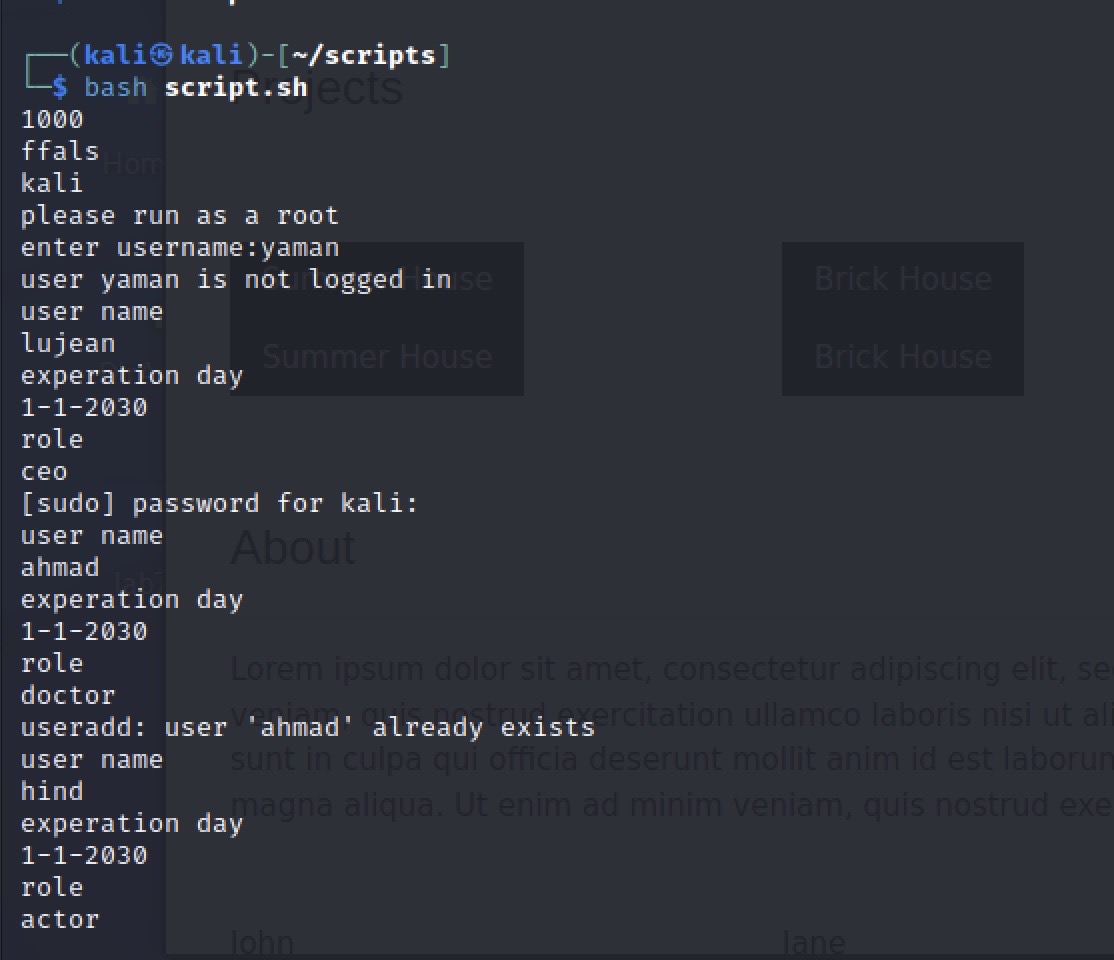 ┌──(kali㉿kali)-[~/scripts]
└─$ bash script.sh
Projects
1000
ffals
Hom
kali
please run as a root
enter username:yaman
user yaman is not logged in
Summer House
Brick House
user name
lujean
Summer House
Brick House
experation day
1-1-2030
role
ceo
[sudo] password for kali:
user name
About
ahmad
experation day
1-1-2030
role
Lorem ipsum dolor sit amet, consectetur adipiscing elit, se
doctor
useradd: user 'ahmad' already exists
veniam, quis nostrud exercitation ullamco laboris nisi ut ali
user name
sunt in culpa qui officia deserunt mollit anim id est laborum
hind
magna aliqua. Ut enim ad minim veniam, quis nostrud exe
experation day
1-1-2030
role
actor
John
Jane